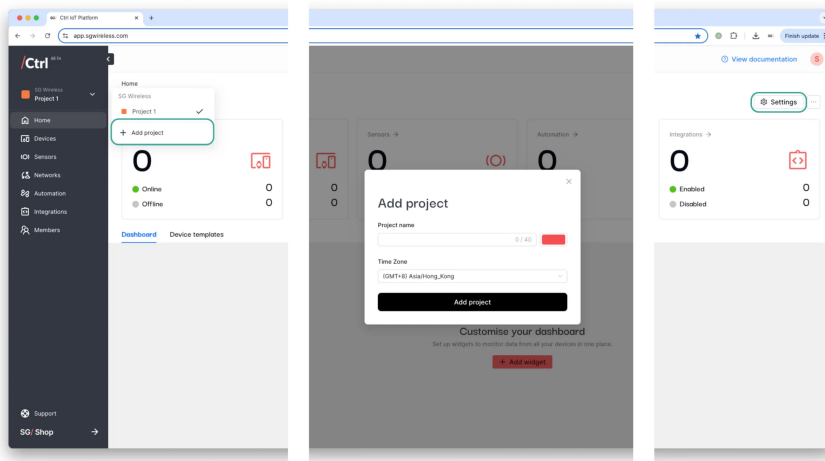 Ctrl IoT Platform
app.sgwireless.com
Finish update
/Ctrl BETA
View documentation
S
SG Wireless
Project 1
Home
Devices
Sensors
Networks
Automation
Integrations
Members
Support
SG/ Shop
Home
SG Wireless
Project 1
+ Add project
0
Online 0
Offline 0
Dashboard
Device templates
0
0
Sensors →
0
Automation →
0
Add project
Project name
0 / 40
Time Zone
(GMT+8) Asia/Hong_Kong
Add project
Customise your dashboard
Set up widgets to monitor data from all your devices in one place.
+ Add widget
Settings
Integrations →
0
Enabled 0
Disabled 0